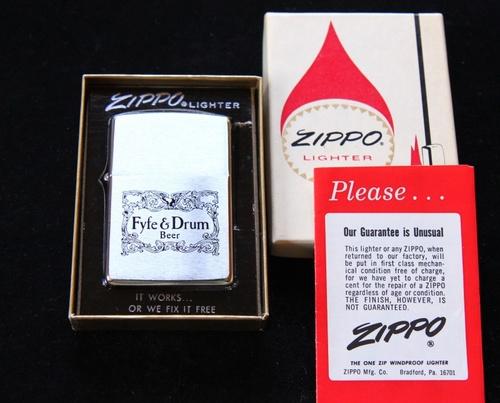 ZIPPO® LIGHTER
Fyfe & Drum
Beer
IT WORKS...
OR WE FIX IT FREE
ZIPPO®
LIGHTER
Please...
Our Guarantee is Unusual
This lighter or any ZIPPO, when
returned to our factory, will
be put in first class mechan-
ical condition free of charge,
for we have yet to charge a
cent for the repair of a ZIPPO
regardless of age or condition.
THE FINISH, HOWEVER, IS
NOT GUARANTEED.
ZIPPO®
THE ONE ZIP WINDPROOF LIGHTER
ZIPPO Mfg. Co. Bradford, Pa. 16701